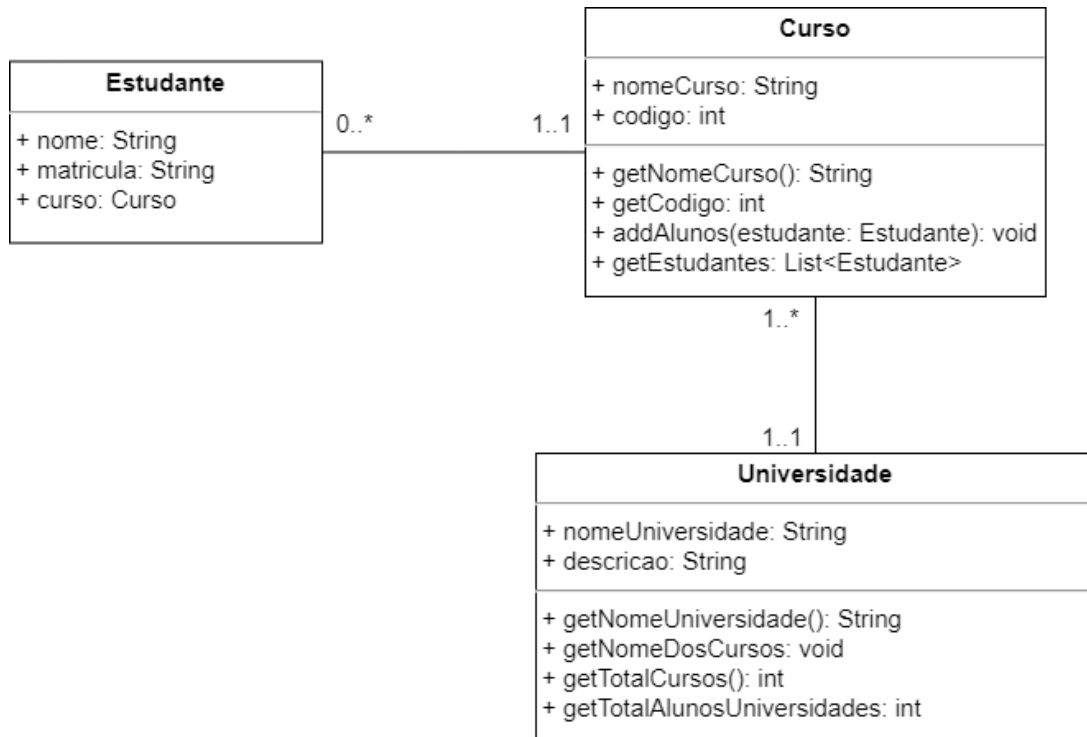 Estudante
+ nome: String
+ matricula: String
+ curso: Curso
0..*
1..1
Curso
+ nomeCurso: String
+ codigo: int
+ getNomeCurso(): String
+ getCodigo: int
+ addAlunos(estudante: Estudante): void
+ getEstudantes: List<Estudante>
1..*
1..1
Universidade
+ nomeUniversidade: String
+ descricao: String
+ getNomeUniversidade(): String
+ getNomeDosCursos: void
+ getTotalCursos(): int
+ getTotalAlunosUniversidades: int